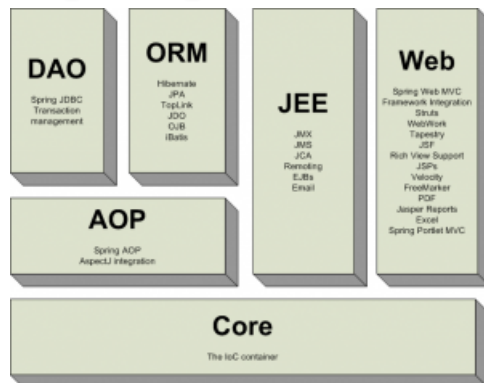 DAO
Spring JDBC
Transaction
management
ORM
Hibernate
JPA
TopLink
JDO
OJB
iBatis
JEE
JMX
JMS
JCA
Remoting
EJBs
Email
Web
Spring Web MVC
Framework Integration
Struts
WebWork
Tapestry
JSF
Rich View Support
JSPs
Velocity
FreeMarker
PDF
Jasper Reports
Excel
Spring Portlet MVC
AOP
Spring AOP
AspectJ integration
Core
The IoC container